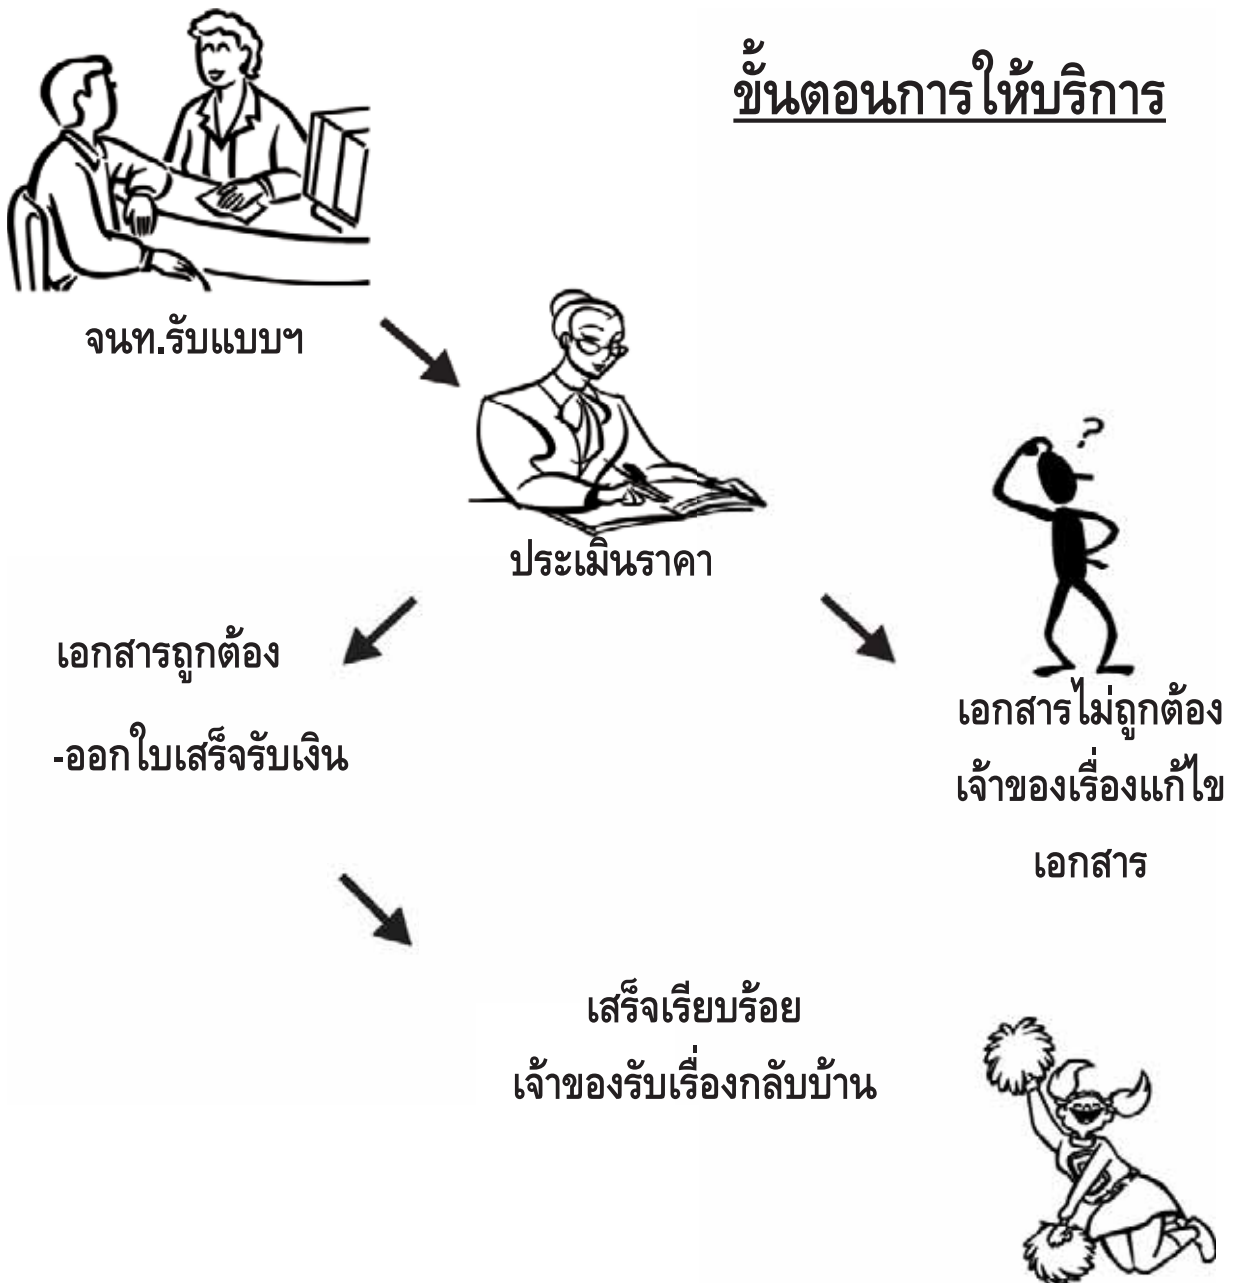 ขั้นตอนการให้บริการ
จนท.รับแบบฯ
ประเมินราคา
เอกสารถูกต้อง
-ออกใบเสร็จรับเงิน
?
เอกสารไม่ถูกต้อง
เจ้าของเรื่องแก้ไข
เอกสาร
เสร็จเรียบร้อย
เจ้าของรับเรื่องกลับบ้าน